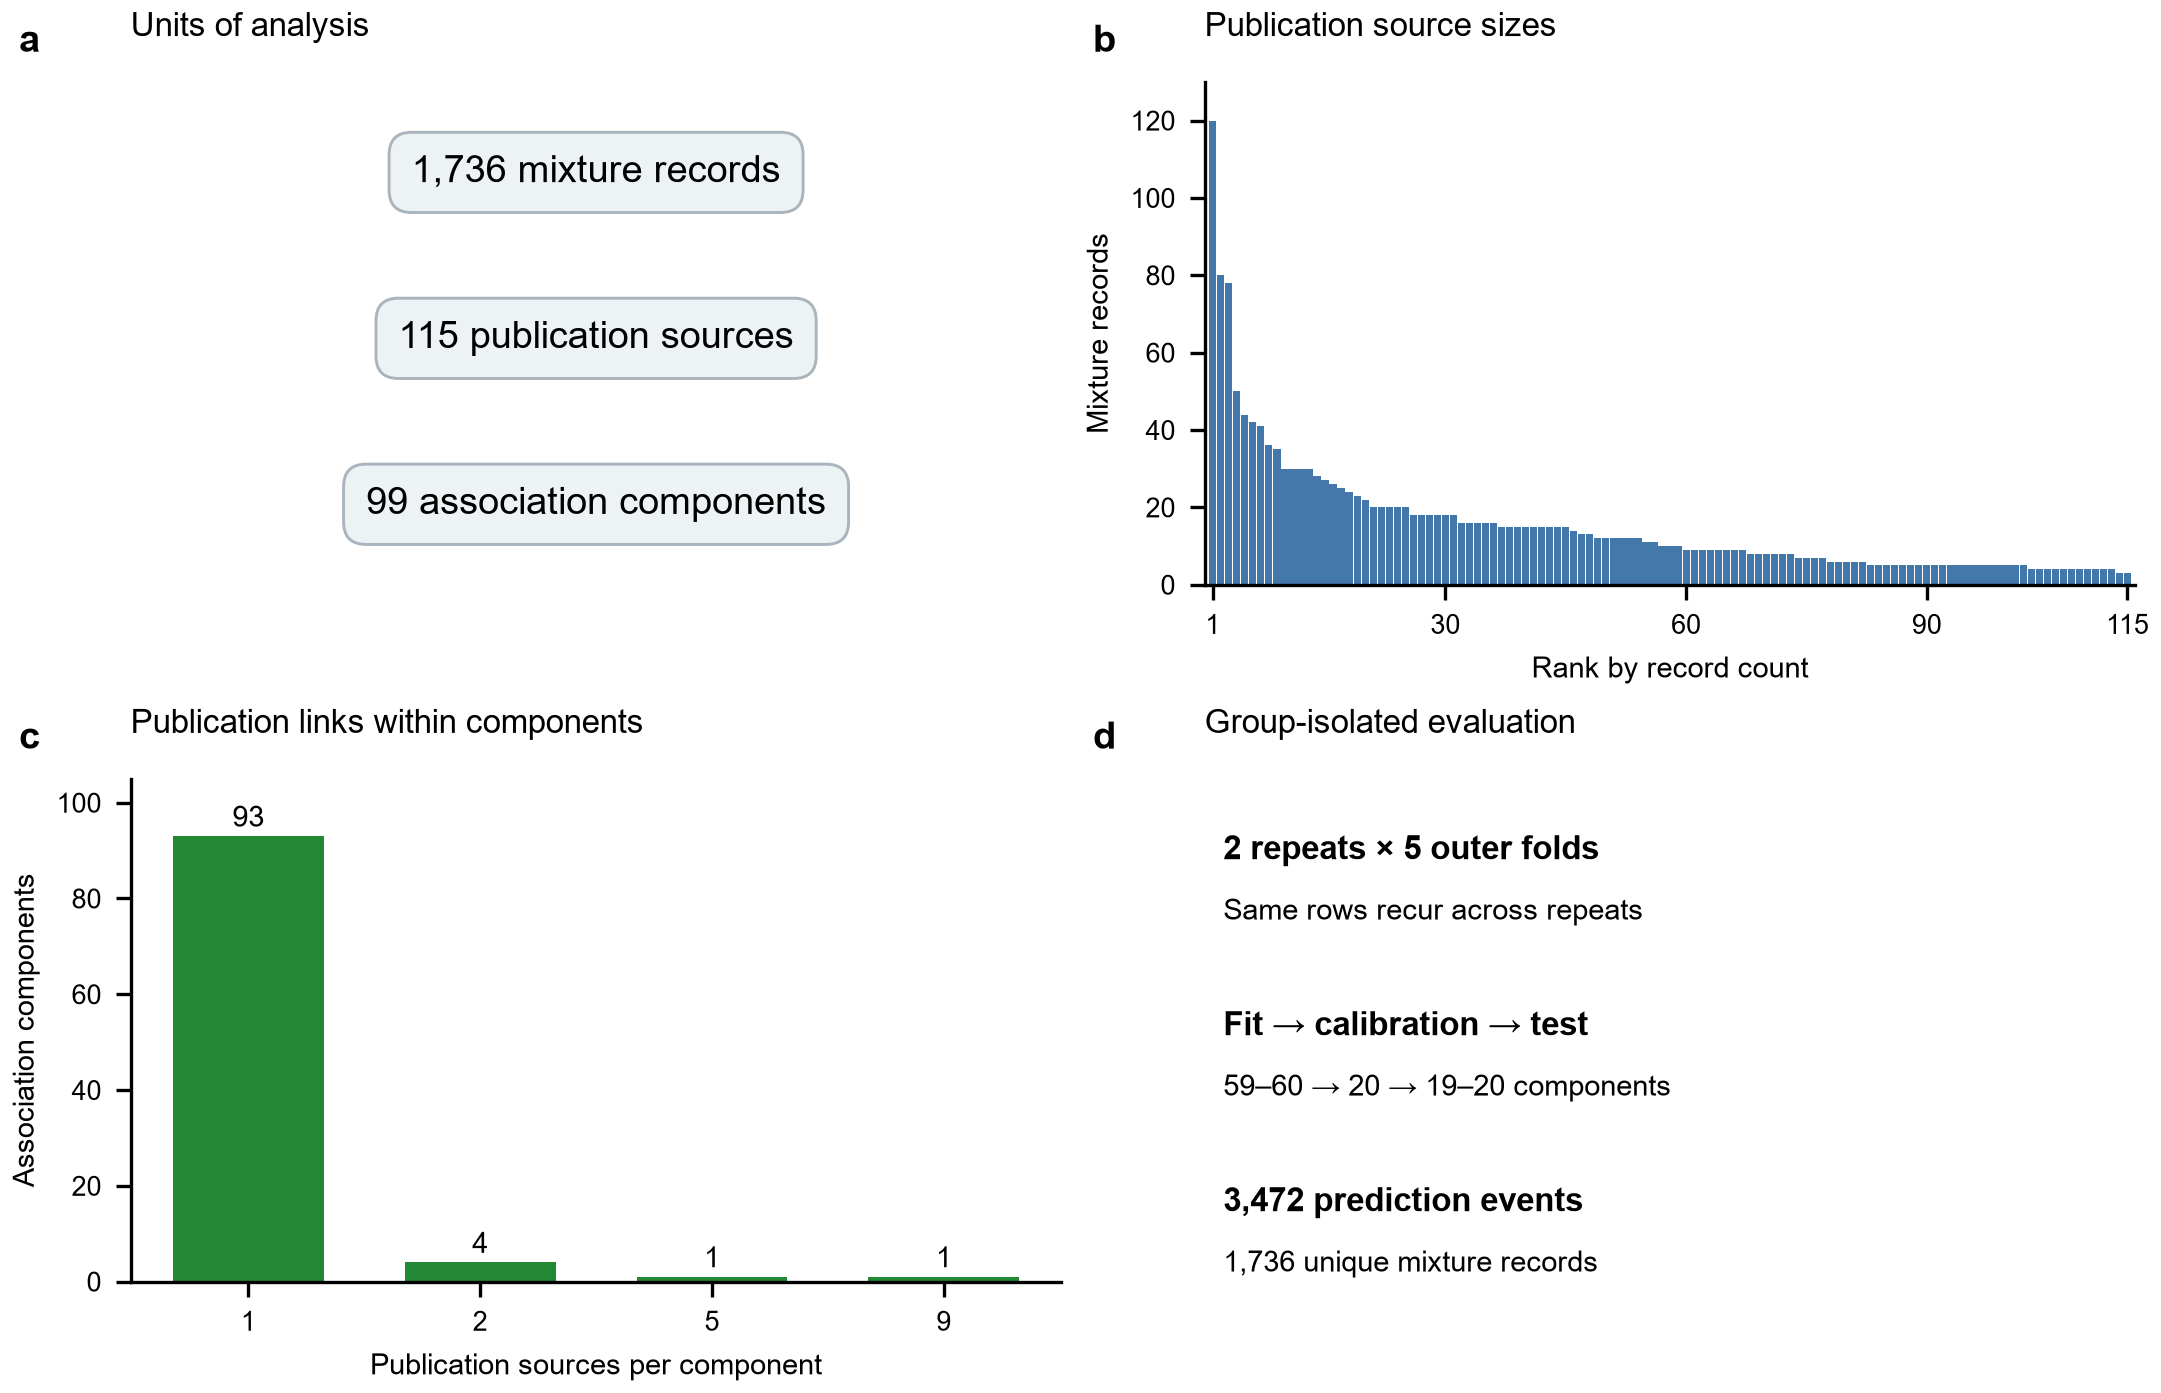 a
Units of analysis
1,736 mixture records
115 publication sources
99 association components
b
Publication source sizes
Mixture records
120
100
80
60
40
20
0
1
30
60
90
115
Rank by record count
c
Publication links within components
Association components
100
80
60
40
20
0
93
4
1
1
1
2
5
9
Publication sources per component
d
Group-isolated evaluation
2 repeats × 5 outer folds
Same rows recur across repeats
Fit → calibration → test
59–60 → 20 → 19–20 components
3,472 prediction events
1,736 unique mixture records